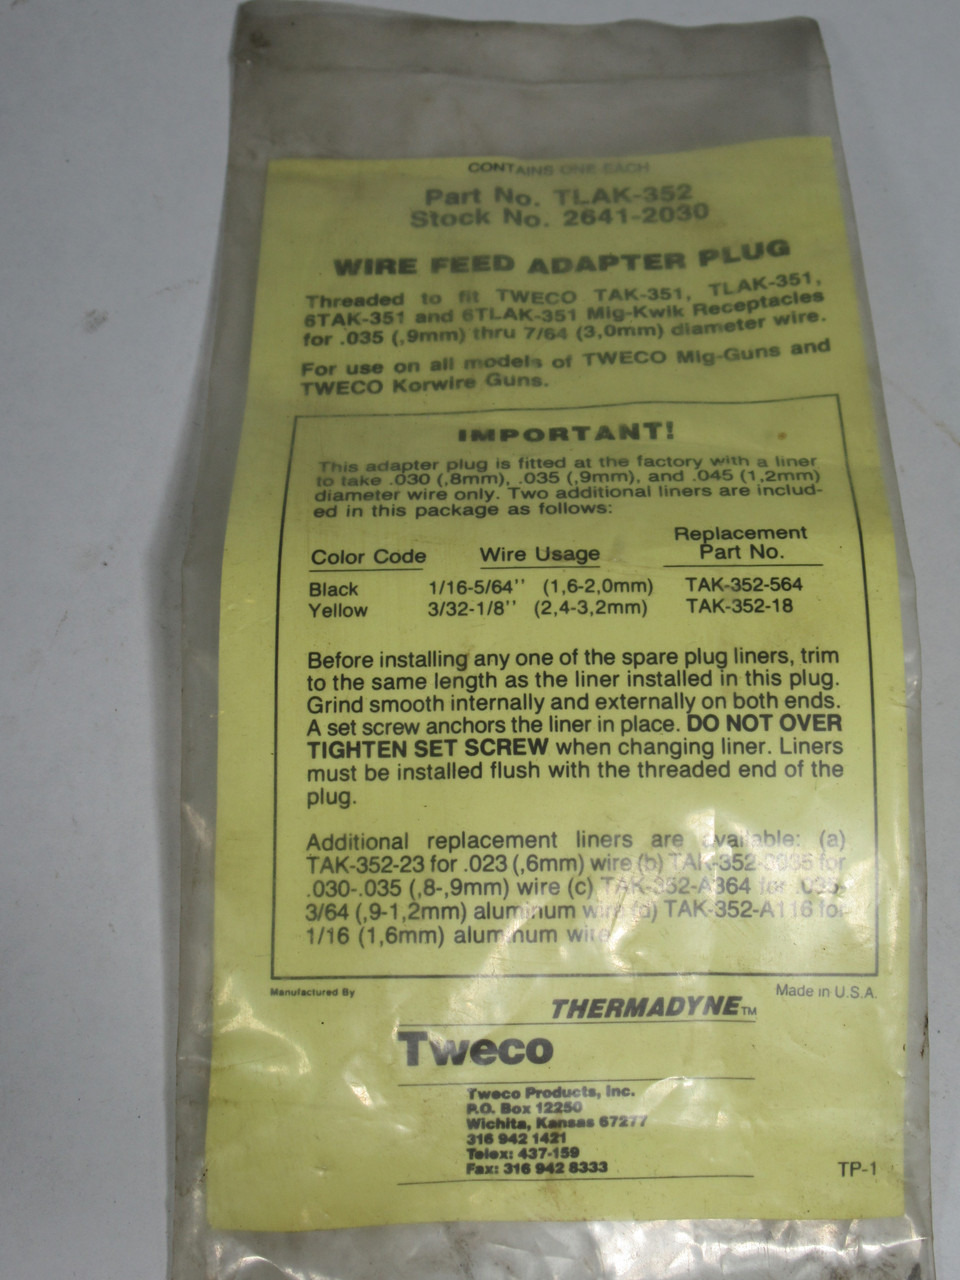 CONTAINS ONE EACH
Part No. TLAK-352
Stock No. 2641-2030
WIRE FEED ADAPTER PLUG
Threaded to fit TWECO TAK-351, TLAK-351,
6TAK-351 and 6TLAK-351 Mig-Kwik Receptacles
for .035 (,9mm) thru 7/64 (3,0mm) diameter wire.
For use on all models of TWECO Mig-Guns and
TWECO Korwire Guns.
IMPORTANT!
This adapter plug is fitted at the factory with a liner
to take .030 (,8mm), .035 (,9mm), and .045 (1,2mm)
diameter wire only. Two additional liners are includ-
ed in this package as follows:
Color Code Wire Usage Replacement Part No.
Black 1/16-5/64'' (1,6-2,0mm) TAK-352-564
Yellow 3/32-1/8'' (2,4-3,2mm) TAK-352-18
Before installing any one of the spare plug liners, trim
to the same length as the liner installed in this plug.
Grind smooth internally and externally on both ends.
A set screw anchors the liner in place. DO NOT OVER
TIGHTEN SET SCREW when changing liner. Liners
must be installed flush with the threaded end of the
plug.
Additional replacement liners are available: (a)
TAK-352-23 for .023 (,6mm) wire (b) for
.030-.035 (,8-,9mm) wire (c) TAK-352-A364 for .035-
3/64 (,9-1,2mm) aluminum wire (d) TAK-352-A116 for
1/16 (1,6mm) aluminum wire
Manufactured By Made in U.S.A.
THERMADYNE TM
Tweco
Tweco Products, Inc.
P.O. Box 12250
Wichita, Kansas 67277
316 942 1421
Telex: 437-159
Fax: 316 942 8333
TP-1